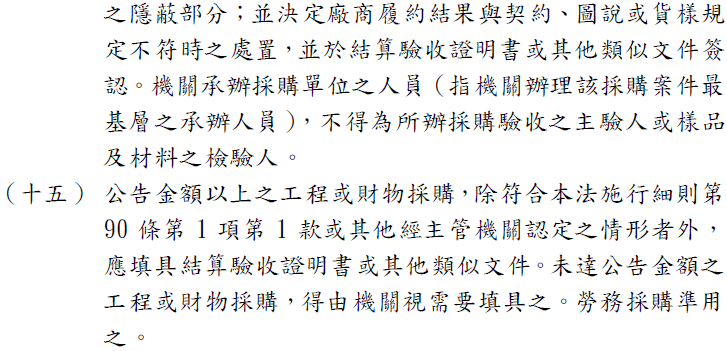 之隱蔽部分；並決定廠商履約結果與契約、圖說或貨樣規
定不符時之處置，並於結算驗收證明書或其他類似文件簽
認。機關承辦採購單位之人員（指機關辦理該採購案件最
基層之承辦人員），不得為所辦採購驗收之主驗人或樣品
及材料之檢驗人。
（十五）公告金額以上之工程或財物採購，除符合本法施行細則第
90 條第 1 項第 1 款或其他經主管機關認定之情形者外，
應填具結算驗收證明書或其他類似文件。未達公告金額之
工程或財物採購，得由機關視需要填具之。勞務採購準用
之。